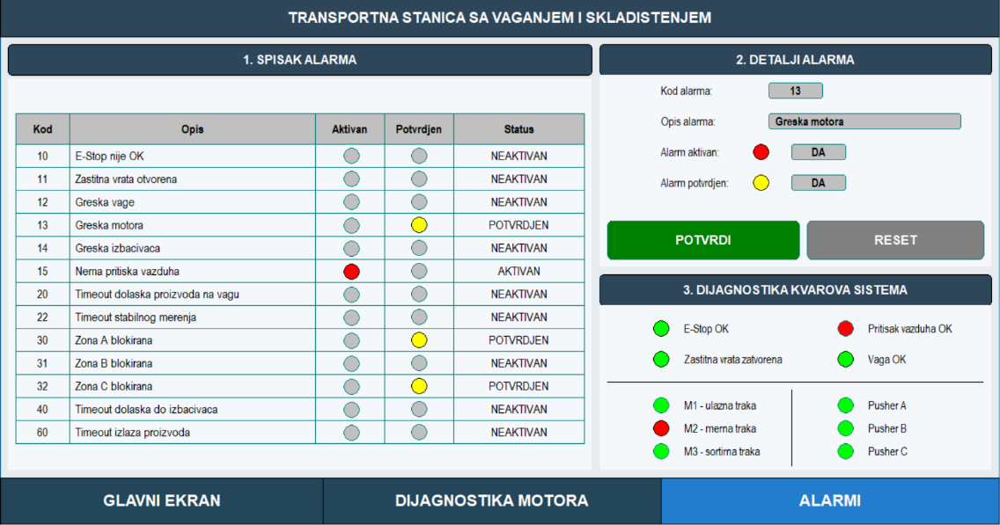 TRANSPORTNA STANICA SA VAGANJEM I SKLADISTENJEM
1. SPISAK ALARMA
Kod Opis Aktivan Potvrdjen Status
10 E-Stop nije OK NEAKTIVAN
11 Zastitna vrata otvorena NEAKTIVAN
12 Greska vage NEAKTIVAN
13 Greska motora POTVRDJEN
14 Greska izbacivaca NEAKTIVAN
15 Nema pritiska vazduha AKTIVAN
20 Timeout dolaska proizvoda na vagu NEAKTIVAN
22 Timeout stabilnog merenja NEAKTIVAN
30 Zona A blokirana POTVRDJEN
31 Zona B blokirana NEAKTIVAN
32 Zona C blokirana POTVRDJEN
40 Timeout dolaska do izbacivaca NEAKTIVAN
60 Timeout izlaza proizvoda NEAKTIVAN
2. DETALJI ALARMA
Kod alarma: 13
Opis alarma: Greska motora
Alarm aktivan: DA
Alarm potvrdjen: DA
POTVRDI RESET
3. DIJAGNOSTIKA KVAROVA SISTEMA
E-Stop OK Pritisak vazduha OK
Zastitna vrata zatvorena Vaga OK
M1 - ulazna traka Pusher A
M2 - merna traka Pusher B
M3 - sortirna traka Pusher C
GLAVNI EKRAN DIJAGNOSTIKA MOTORA ALARMI